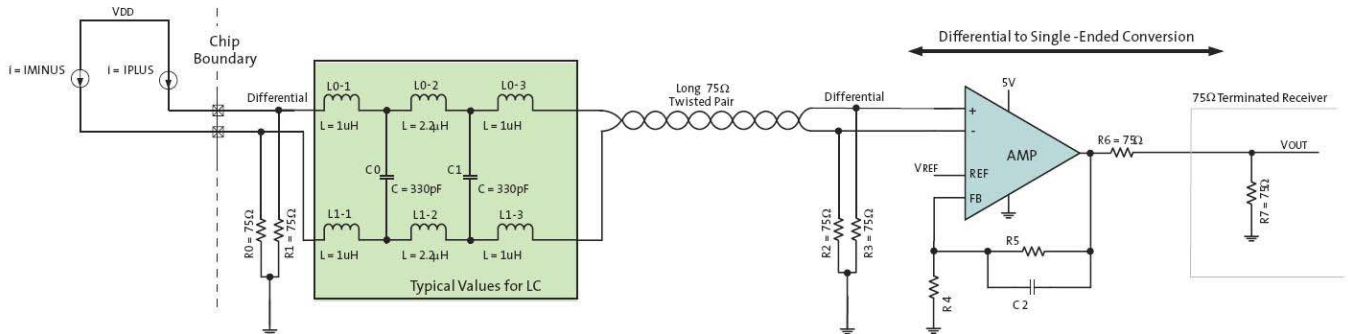 VDD
Chip
Boundary
i = IMINUS
i = IPLUS
Differential
R0 = 75Ω
R1 = 75Ω
L0-1
L0-2
L0-3
L = 1uH
L = 2.2µH
L = 1uH
C0
C1
C = 330pF
C = 330pF
L1-1
L1-2
L1-3
L = 1uH
L = 2.2µH
L = 1uH
Typical Values for LC
Long 75Ω
Twisted Pair
Differential
R2 = 75Ω
R3 = 75Ω
Differential to Single -Ended Conversion
5V
+
-
AMP
VREF
REF
FB
R4
R5
C2
R6 = 75Ω
75Ω Terminated Receiver
VOUT
R7 = 75Ω